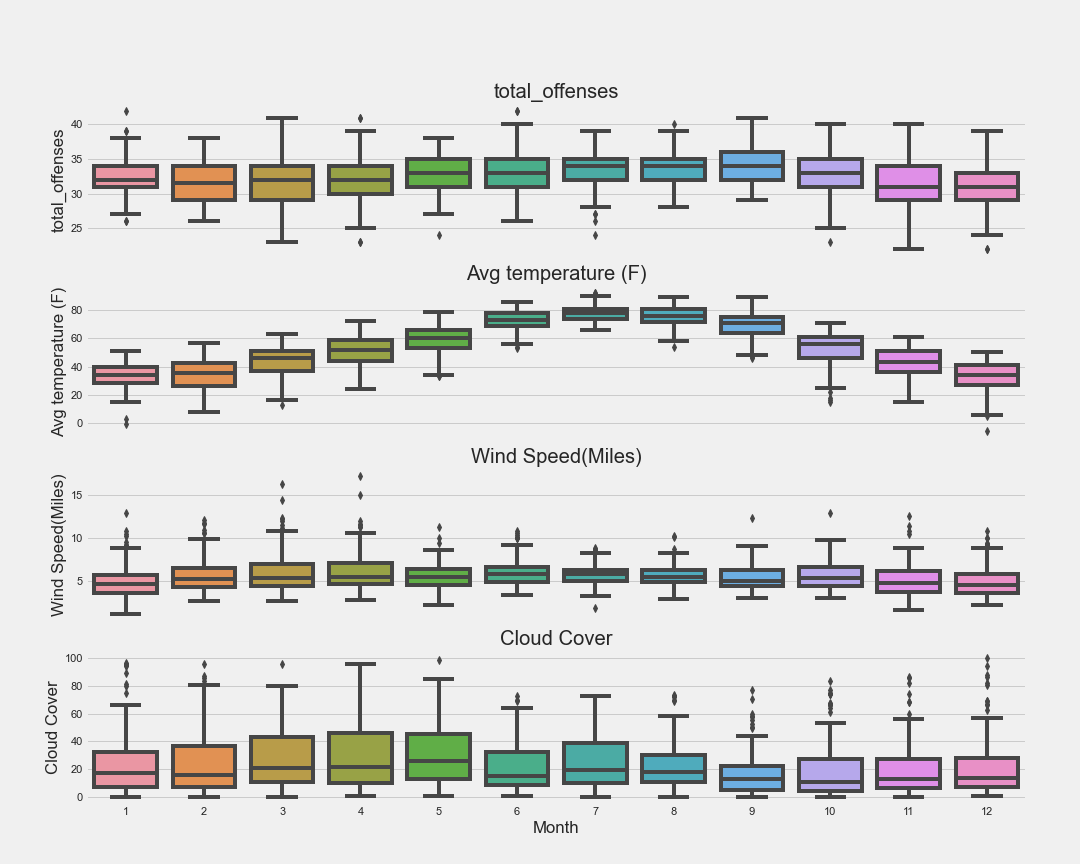 total_offenses
total_offenses
40
35
30
25
Avg temperature (F)
Avg temperature (F)
80
60
40
20
0
Wind Speed(Miles)
Wind Speed(Miles)
15
10
5
Cloud Cover
Cloud Cover
100
80
60
40
20
0
1 2 3 4 5 6 7 8 9 10 11 12
Month